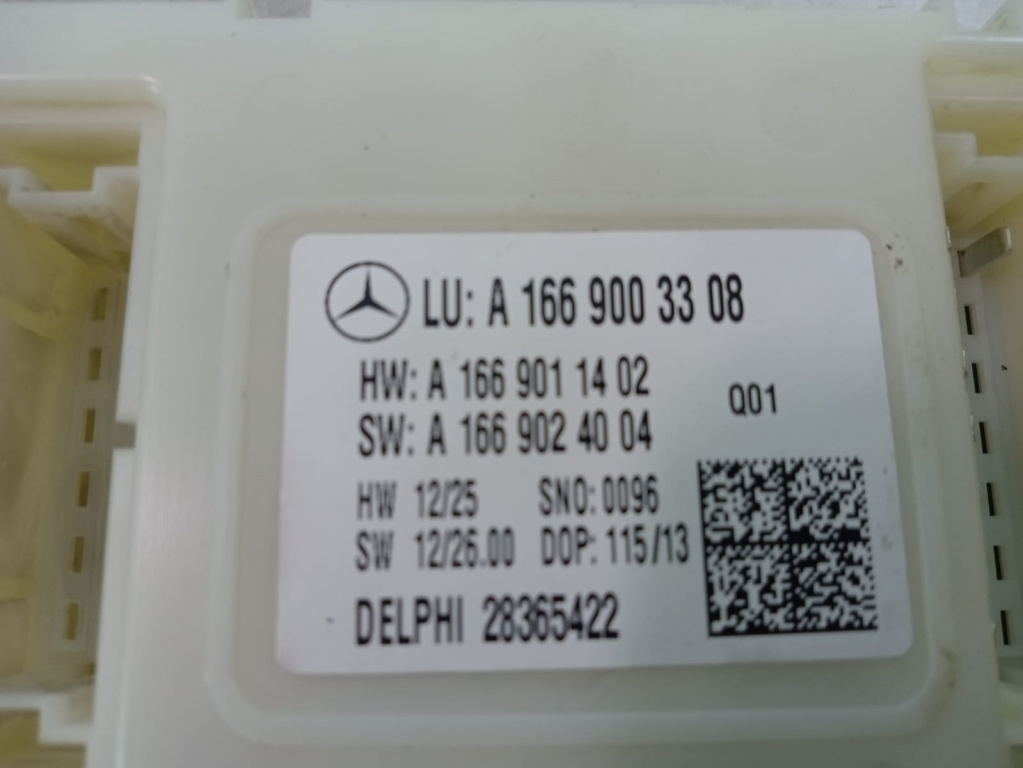 LU: A 166 900 33 08
HW: A 166 901 14 02
SW: A 166 902 40 04
Q01
HW 12/25 SNO: 0096
SW 12/26.00 DOP: 115/13
DELPHI 28365422